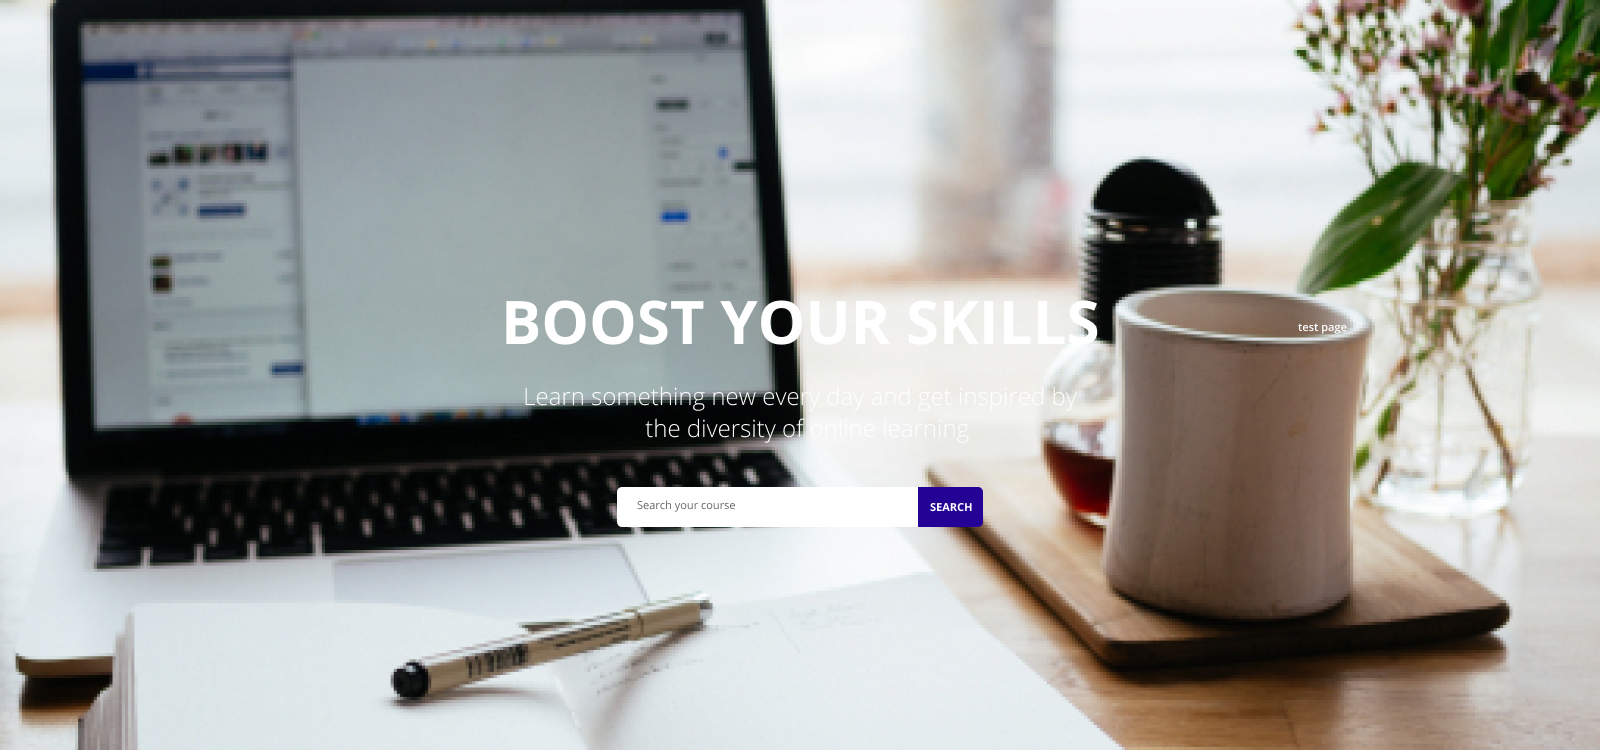 BOOST YOUR SKILLS
test page
Learn something new every day and get inspired by
the diversity of online learning
Search your course
SEARCH